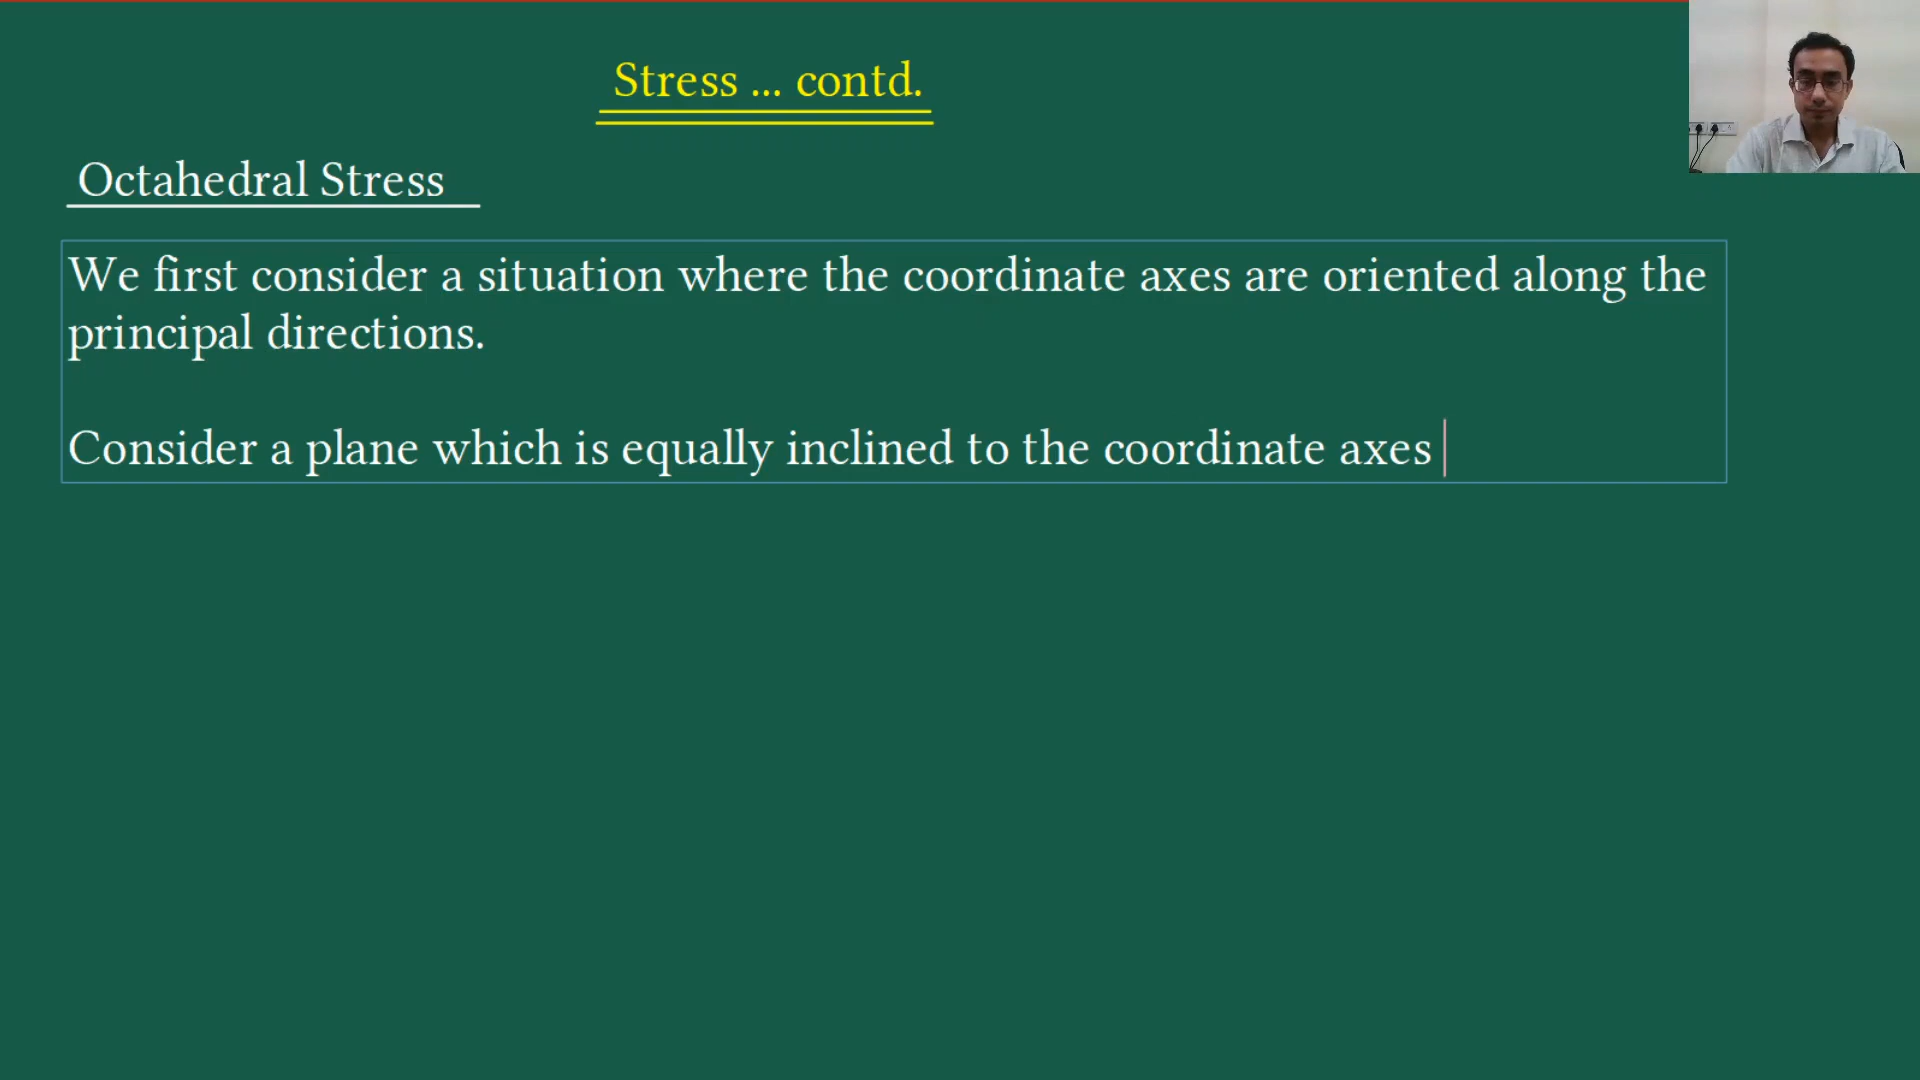 Stress ... contd.
Octahedral Stress
We first consider a situation where the coordinate axes are oriented along the
principal directions.
Consider a plane which is equally inclined to the coordinate axes